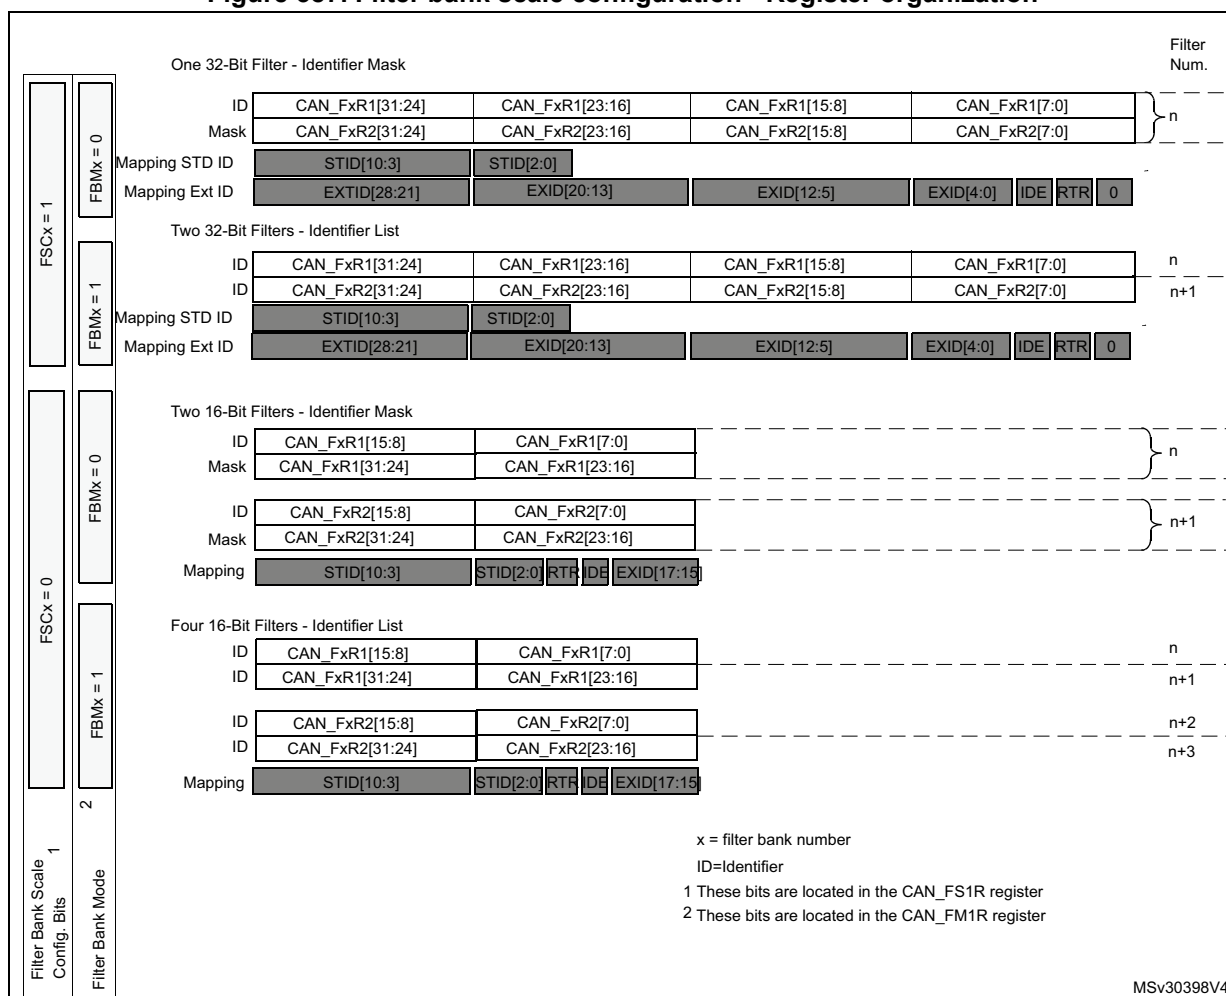 Filter
Num.
One 32-Bit Filter - Identifier Mask
ID CAN_FxR1[31:24] CAN_FxR1[23:16] CAN_FxR1[15:8] CAN_FxR1[7:0] n
Mask CAN_FxR2[31:24] CAN_FxR2[23:16] CAN_FxR2[15:8] CAN_FxR2[7:0]
Mapping STD ID STID[10:3] STID[2:0]
Mapping Ext ID EXTID[28:21] EXID[20:13] EXID[12:5] EXID[4:0] IDE RTR 0
Two 32-Bit Filters - Identifier List
ID CAN_FxR1[31:24] CAN_FxR1[23:16] CAN_FxR1[15:8] CAN_FxR1[7:0] n
ID CAN_FxR2[31:24] CAN_FxR2[23:16] CAN_FxR2[15:8] CAN_FxR2[7:0] n+1
Mapping STD ID STID[10:3] STID[2:0]
Mapping Ext ID EXTID[28:21] EXID[20:13] EXID[12:5] EXID[4:0] IDE RTR 0
Two 16-Bit Filters - Identifier Mask
ID CAN_FxR1[15:8] CAN_FxR1[7:0] n
Mask CAN_FxR1[31:24] CAN_FxR1[23:16]
ID CAN_FxR2[15:8] CAN_FxR2[7:0] n+1
Mask CAN_FxR2[31:24] CAN_FxR2[23:16]
Mapping STID[10:3] STID[2:0] RTR IDE EXID[17:15]
Four 16-Bit Filters - Identifier List
ID CAN_FxR1[15:8] CAN_FxR1[7:0] n
ID CAN_FxR1[31:24] CAN_FxR1[23:16] n+1
ID CAN_FxR2[15:8] CAN_FxR2[7:0] n+2
ID CAN_FxR2[31:24] CAN_FxR2[23:16] n+3
Mapping STID[10:3] STID[2:0] RTR IDE EXID[17:15]
FSCx = 1
FBMx = 0
FBMx = 1
FSCx = 0
FBMx = 0
FBMx = 1
Filter Bank Scale 1
Config. Bits
Filter Bank Mode 2
x = filter bank number
ID=Identifier
1 These bits are located in the CAN_FS1R register
2 These bits are located in the CAN_FM1R register
MSv30398V4